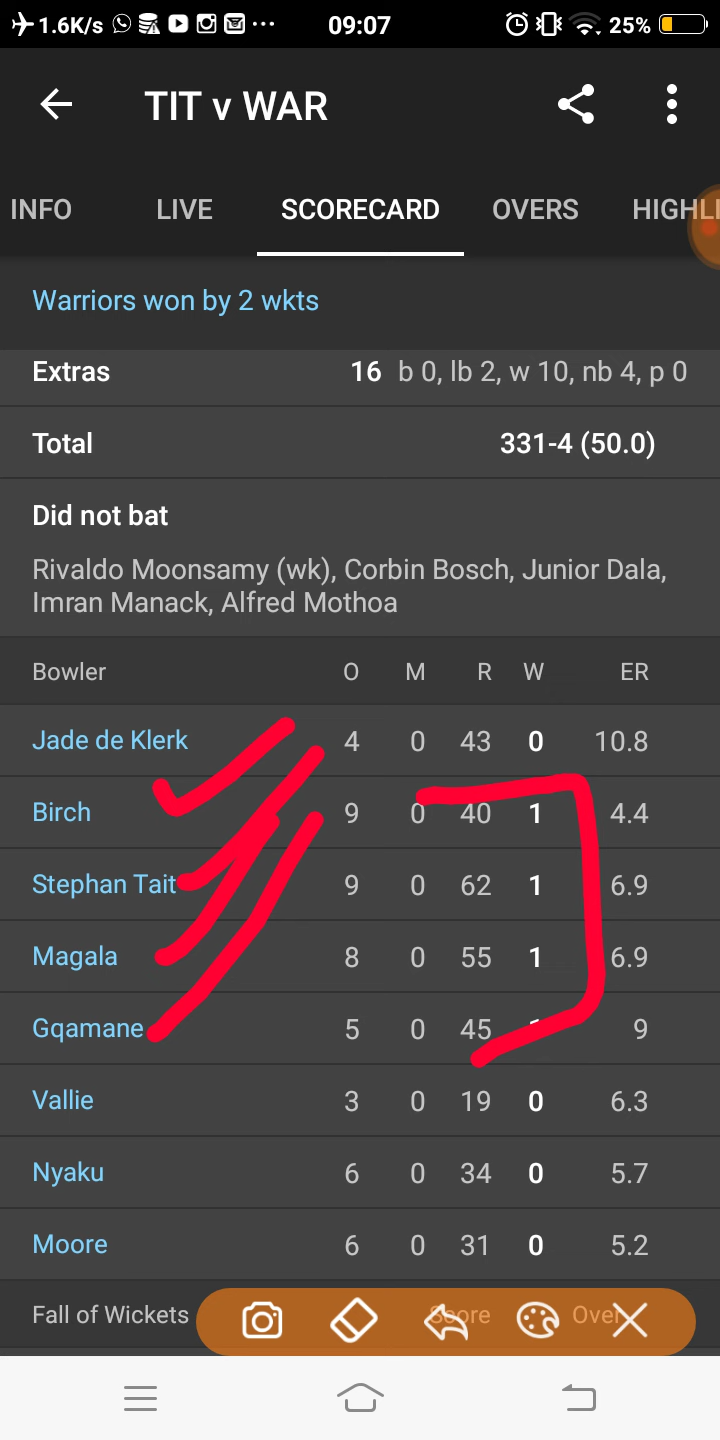 1.6K/s 09:07 25%
TIT v WAR
INFO LIVE SCORECARD OVERS HIGHLI
Warriors won by 2 wkts
Extras 16 b 0, lb 2, w 10, nb 4, p 0
Total 331-4 (50.0)
Did not bat
Rivaldo Moonsamy (wk), Corbin Bosch, Junior Dala,
Imran Manack, Alfred Mothoa
Bowler O M R W ER
Jade de Klerk 4 0 43 0 10.8
Birch 9 0 40 1 4.4
Stephan Tait 9 0 62 1 6.9
Magala 8 0 55 1 6.9
Gqamane 5 0 45 9
Vallie 3 0 19 0 6.3
Nyaku 6 0 34 0 5.7
Moore 6 0 31 0 5.2
Fall of Wickets Score Over